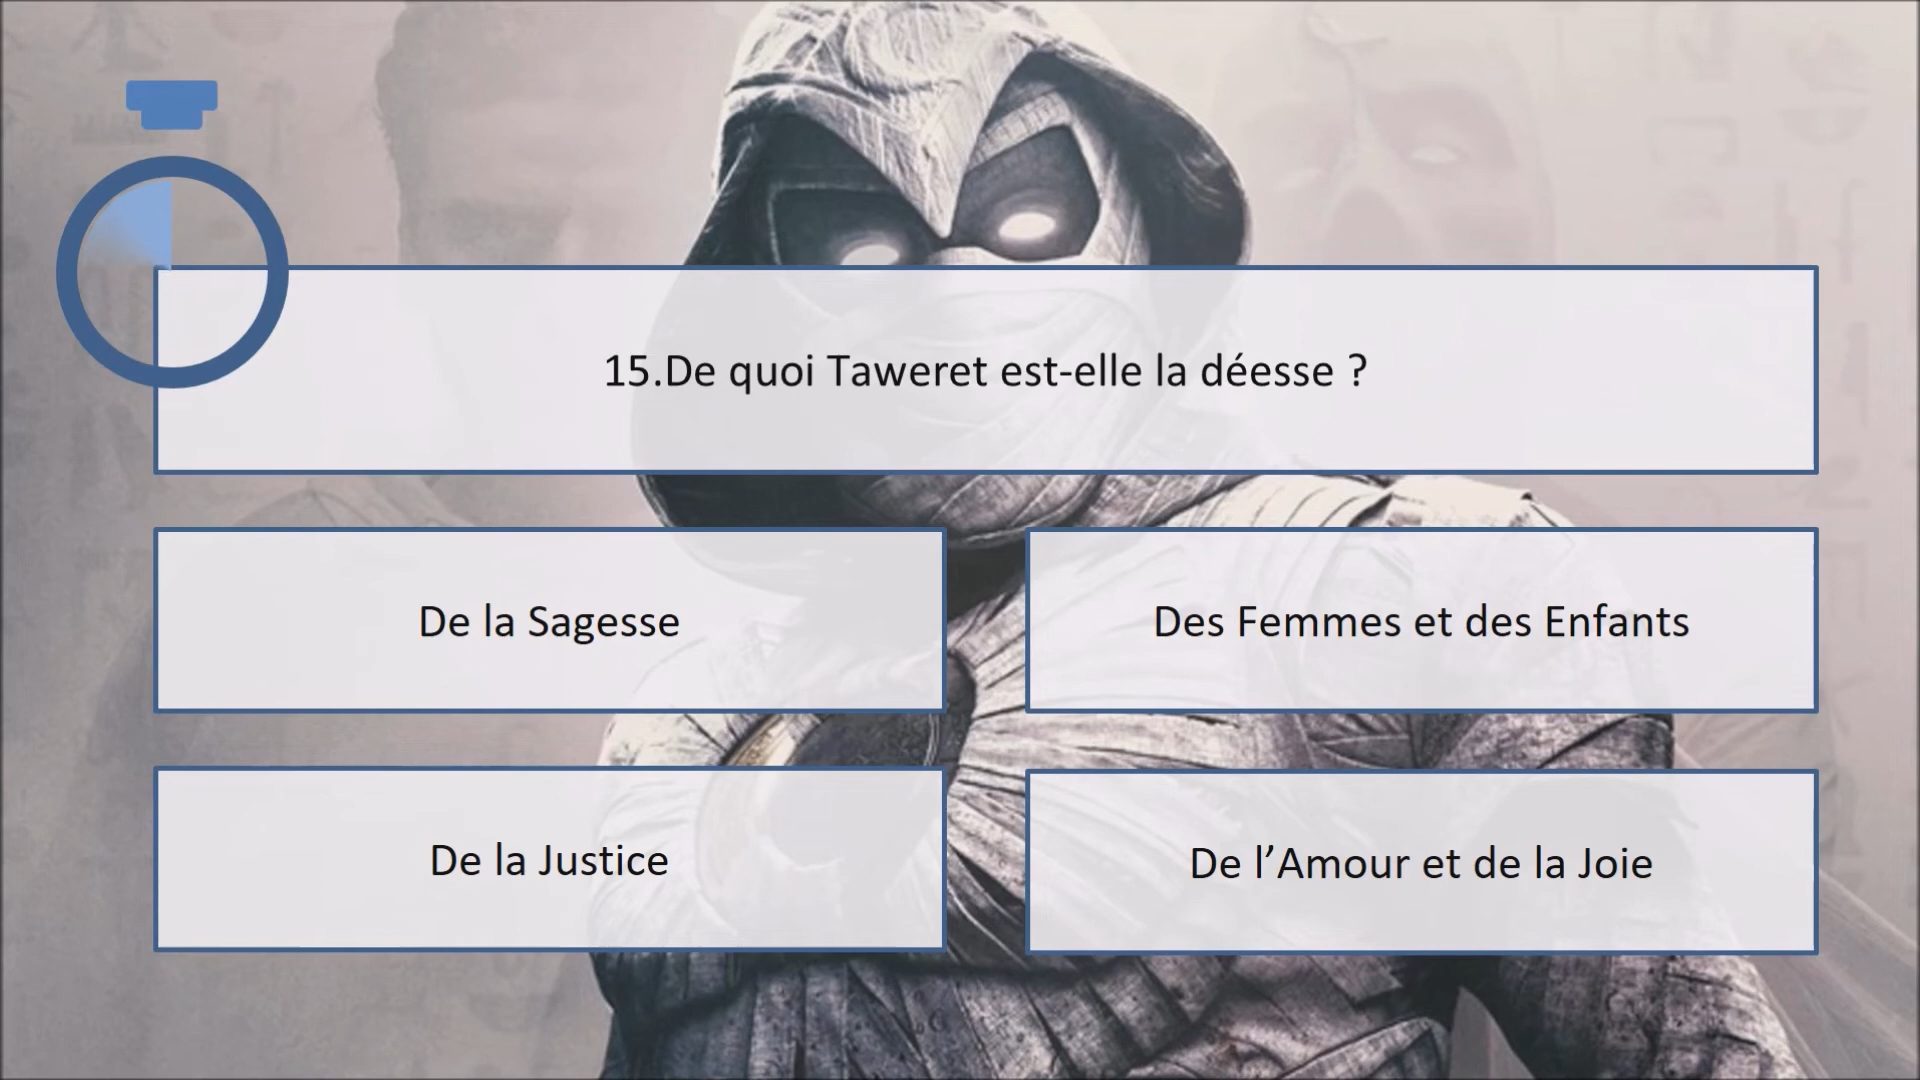 15.De quoi Taweret est-elle la déesse ?
De la Sagesse
Des Femmes et des Enfants
De la Justice
De l’Amour et de la Joie